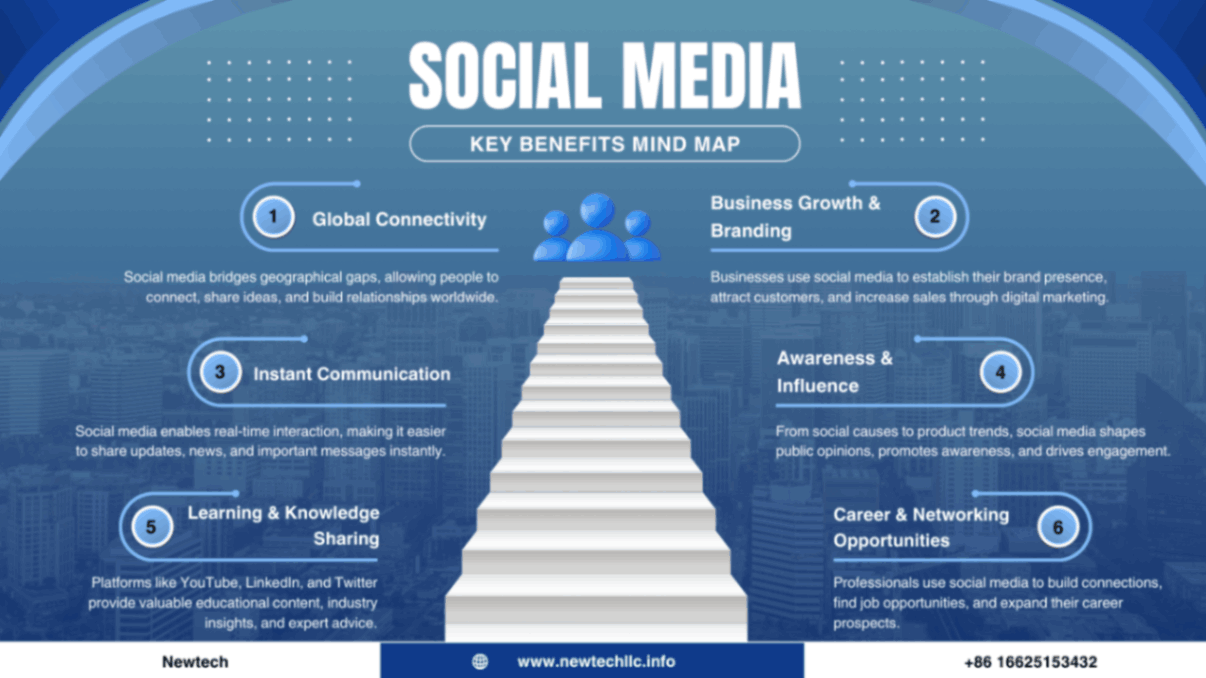 SOCIAL MEDIA
KEY BENEFITS MIND MAP
1
Global Connectivity
Social media bridges geographical gaps, allowing people to
connect, share ideas, and build relationships worldwide.
Business Growth &
Branding
2
Businesses use social media to establish their brand presence,
attract customers, and increase sales through digital marketing.
3
Instant Communication
Social media enables real-time interaction, making it easier
to share updates, news, and important messages instantly.
Awareness &
Influence
4
From social causes to product trends, social media shapes
public opinions, promotes awareness, and drives engagement.
5
Learning & Knowledge
Sharing
Platforms like YouTube, LinkedIn, and Twitter
provide valuable educational content, industry
insights, and expert advice.
Career & Networking
Opportunities
6
Professionals use social media to build connections,
find job opportunities, and expand their career
prospects.
Newtech
www.newtechllc.info
+86 16625153432